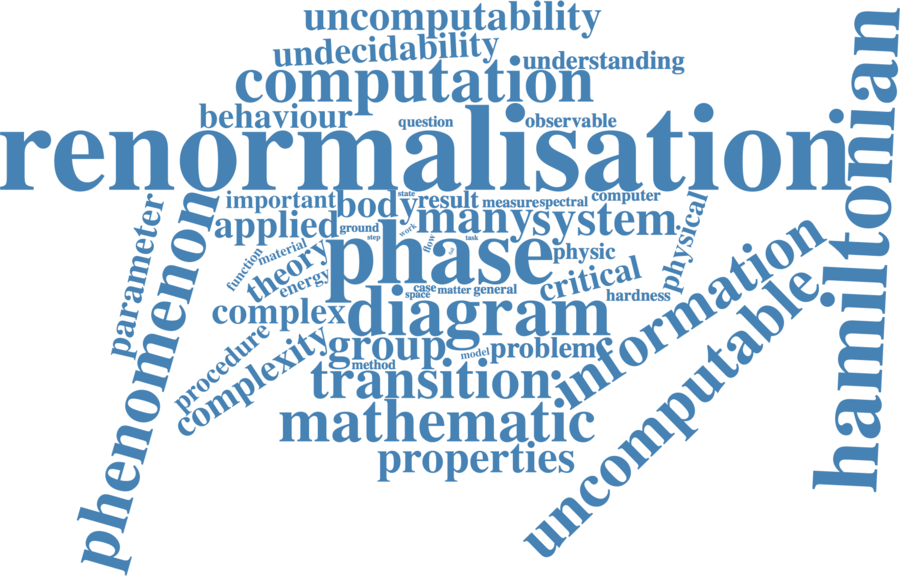 uncomputability
undecidability
understanding
computation
behaviour
question
observable
renormalisation
hamiltonian
important
body
state
result
measure
spectral
computer
parameter
phenomenon
applied
ground
step
work
many
system
physical
flow
task
phase
physic
function
material
theory
energy
critical
information
case
space
matter
general
hardness
complex
diagram
uncomputable
procedure
complexity
group
method
model
problem
transition
mathematic
properties